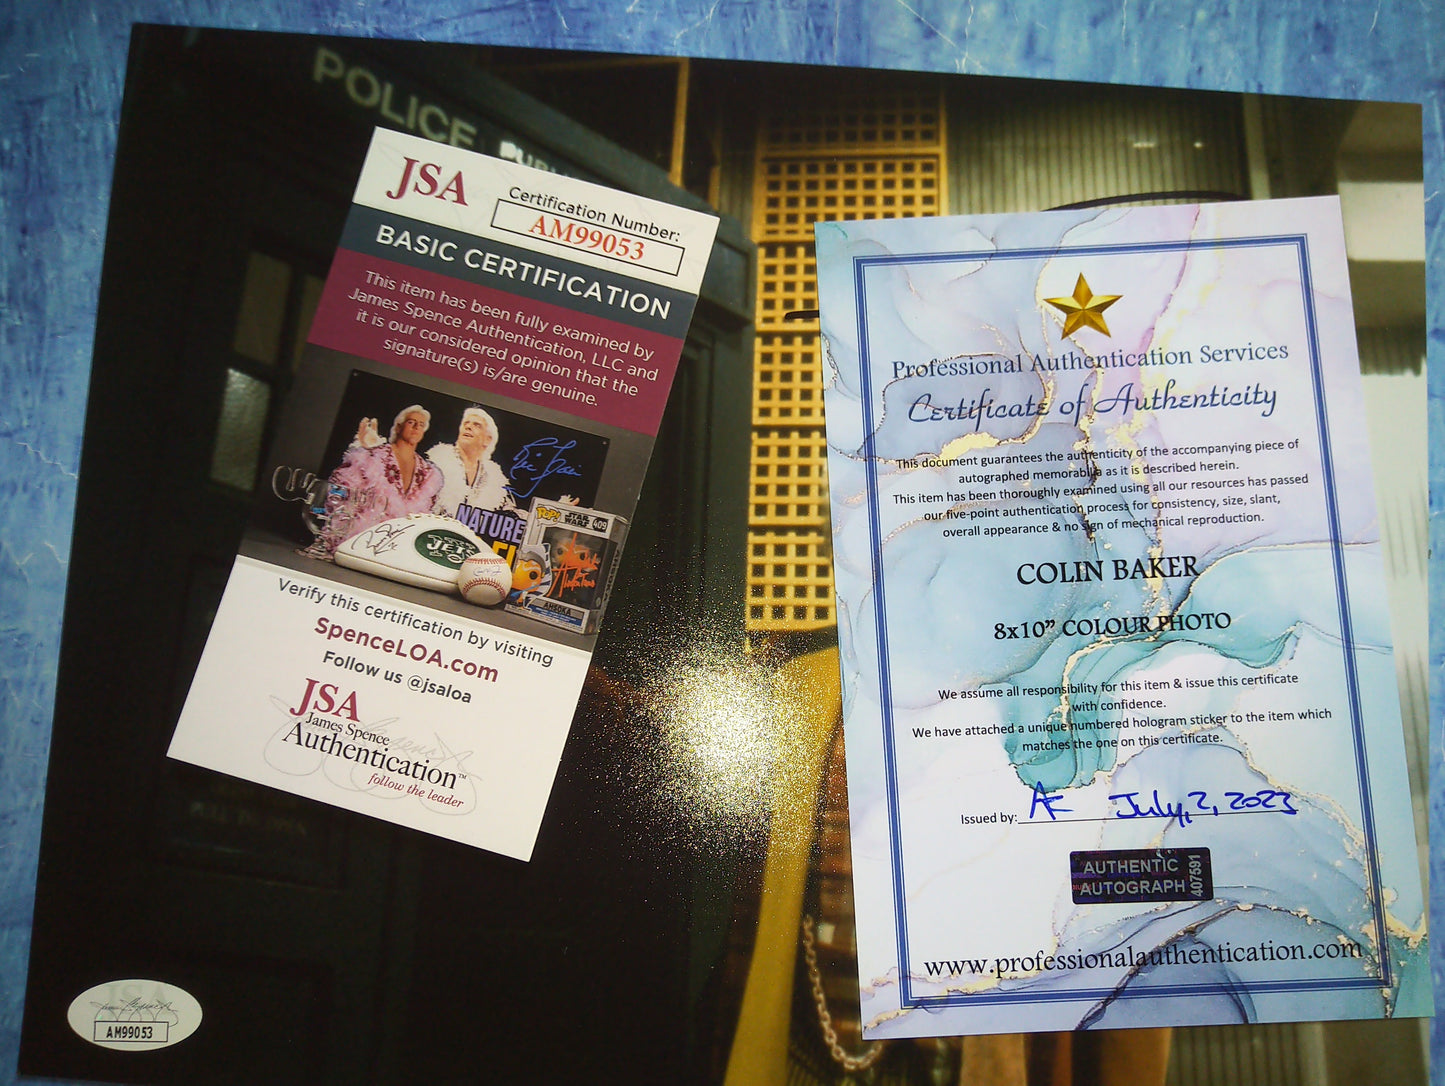 POLICE
PUBL
JSA
Certification Number:
AM99053
BASIC CERTIFICATION
This item has been fully examined by
James Spence Authentication, LLC and
it is our considered opinion that the
signature(s) is/are genuine.
NATURE
JETS
POP!
STAR
WARS
409
AHSOKA
Verify this certification by visiting
SpenceLOA.com
Follow us @jsaloa
JSA
James Spence
Authentication™
follow the leader
JSA
AM99053
Professional Authentication Services
Certificate of Authenticity
This document guarantees the authenticity of the accompanying piece of
autographed memorabilia as it is described herein.
This item has been thoroughly examined using all our resources has passed
our five-point authentication process for consistency, size, slant,
overall appearance & no sign of mechanical reproduction.
COLIN BAKER
8x10” COLOUR PHOTO
We assume all responsibility for this item & issue this certificate
with confidence.
We have attached a unique numbered hologram sticker to the item which
matches the one on this certificate.
Issued by: July, 2, 2023
AUTHENTIC
AUTOGRAPH
407591
www.professionalauthentication.com